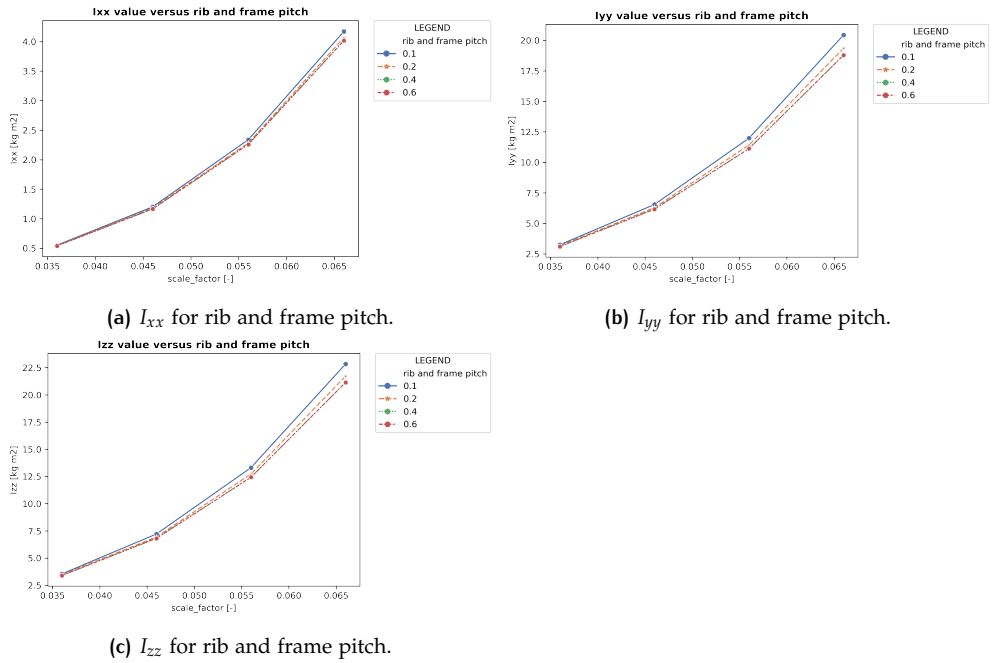 Ixx value versus rib and frame pitch
4.0
3.5
3.0
2.5
2.0
1.5
1.0
0.5
Ixx [kg m2]
0.035 0.040 0.045 0.050 0.055 0.060 0.065
scale_factor [-]
LEGEND
rib and frame pitch
0.1
0.2
0.4
0.6
(a) Ixx for rib and frame pitch.
Iyy value versus rib and frame pitch
20.0
17.5
15.0
12.5
10.0
7.5
5.0
2.5
Iyy [kg m2]
0.035 0.040 0.045 0.050 0.055 0.060 0.065
scale_factor [-]
LEGEND
rib and frame pitch
0.1
0.2
0.4
0.6
(b) Iyy for rib and frame pitch.
Izz value versus rib and frame pitch
22.5
20.0
17.5
15.0
12.5
10.0
7.5
5.0
2.5
Izz [kg m2]
0.035 0.040 0.045 0.050 0.055 0.060 0.065
scale_factor [-]
LEGEND
rib and frame pitch
0.1
0.2
0.4
0.6
(c) Izz for rib and frame pitch.